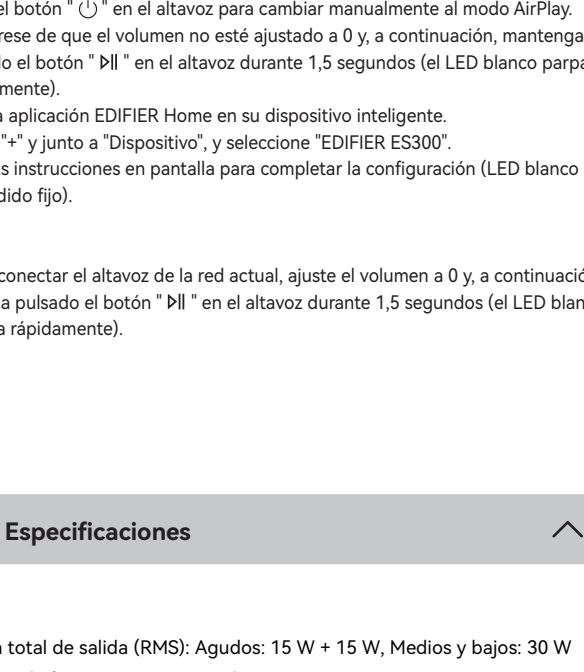 el botón " ⏻ " en el altavoz para cambiar manualmente al modo AirPlay.
rese de que el volumen no esté ajustado a 0 y, a continuación, mantenga
o el botón " ▷|| " en el altavoz durante 1,5 segundos (el LED blanco parpa
mente).
a aplicación EDIFIER Home en su dispositivo inteligente.
"+" y junto a "Dispositivo", y seleccione "EDIFIER ES300".
s instrucciones en pantalla para completar la configuración (LED blanco
dido fijo).
conectar el altavoz de la red actual, ajuste el volumen a 0 y, a continuació
a pulsado el botón " ▷|| " en el altavoz durante 1,5 segundos (el LED blan
a rápidamente).
Especificaciones
total de salida (RMS): Agudos: 15 W + 15 W, Medios y bajos: 30 W